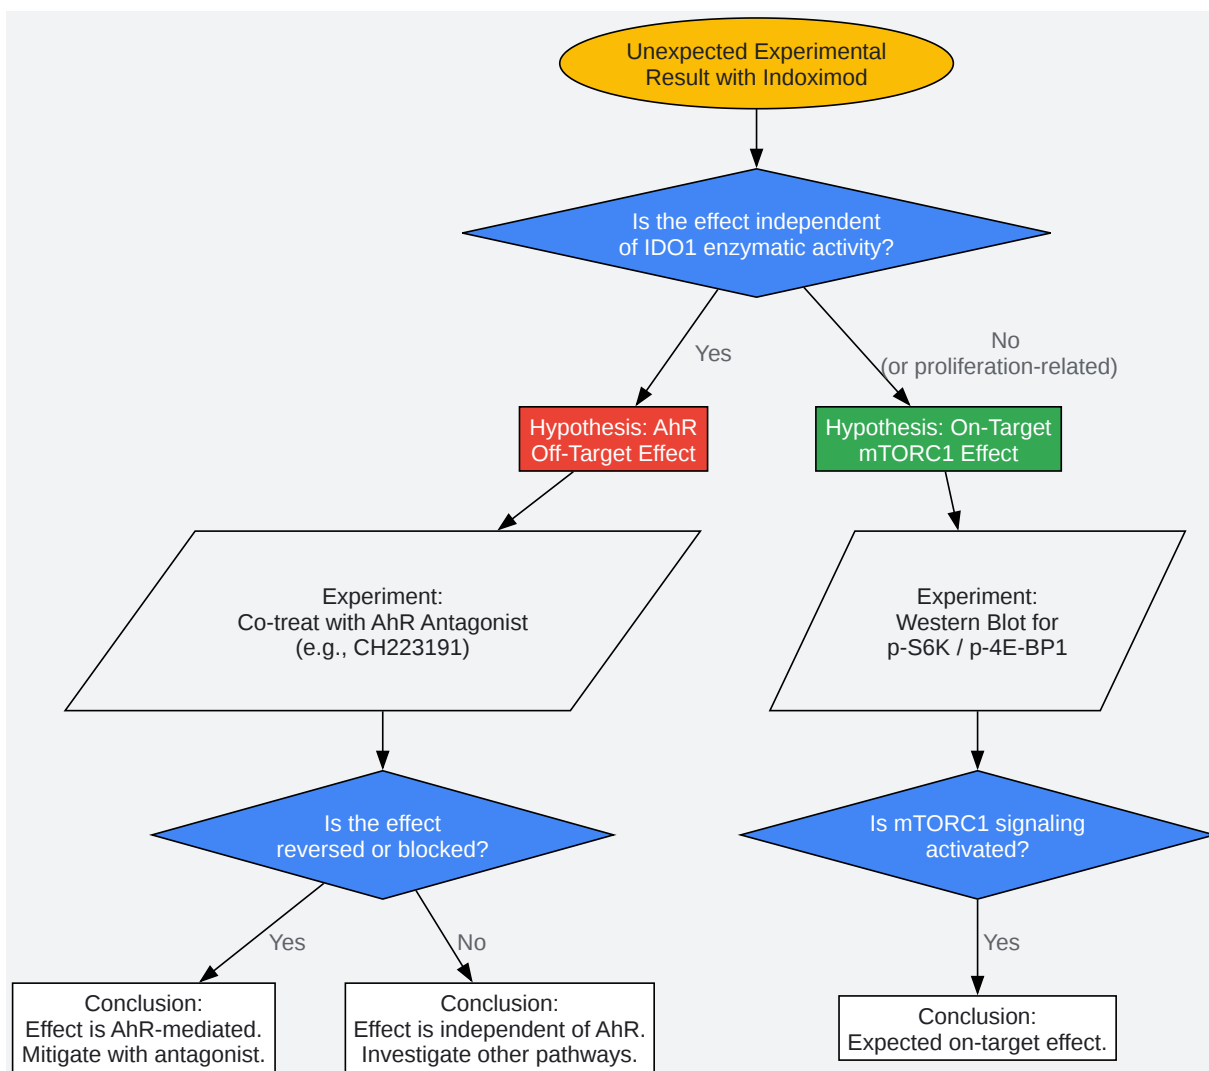 Unexpected Experimental
Result with Indoximod
Is the effect independent
of IDO1 enzymatic activity?
Yes
No
(or proliferation-related)
Hypothesis: AhR
Off-Target Effect
Hypothesis: On-Target
mTORC1 Effect
Experiment:
Co-treat with AhR Antagonist
(e.g., CH223191)
Experiment:
Western Blot for
p-S6K / p-4E-BP1
Is the effect
reversed or blocked?
Is mTORC1 signaling
activated?
Yes
No
Yes
Conclusion:
Effect is AhR-mediated.
Mitigate with antagonist.
Conclusion:
Effect is independent of AhR.
Investigate other pathways.
Conclusion:
Expected on-target effect.